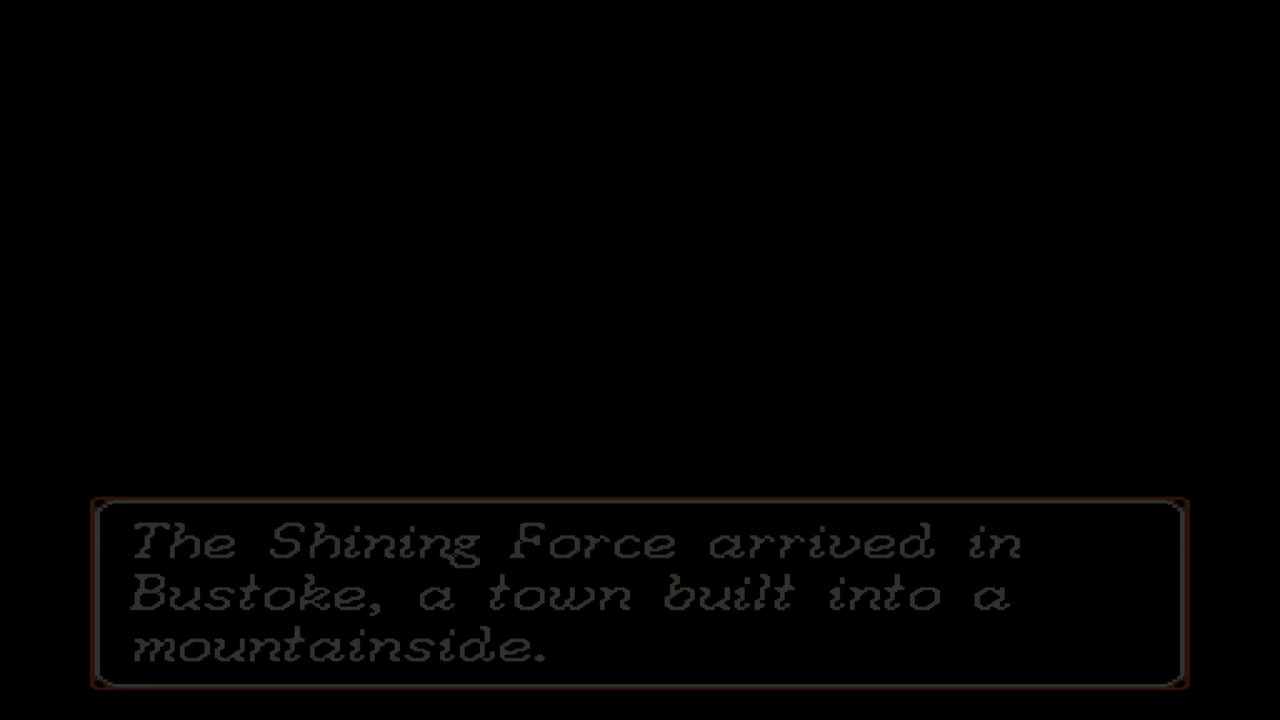 The Shining Force arrived in
Bustoke, a town built into a
mountainside.